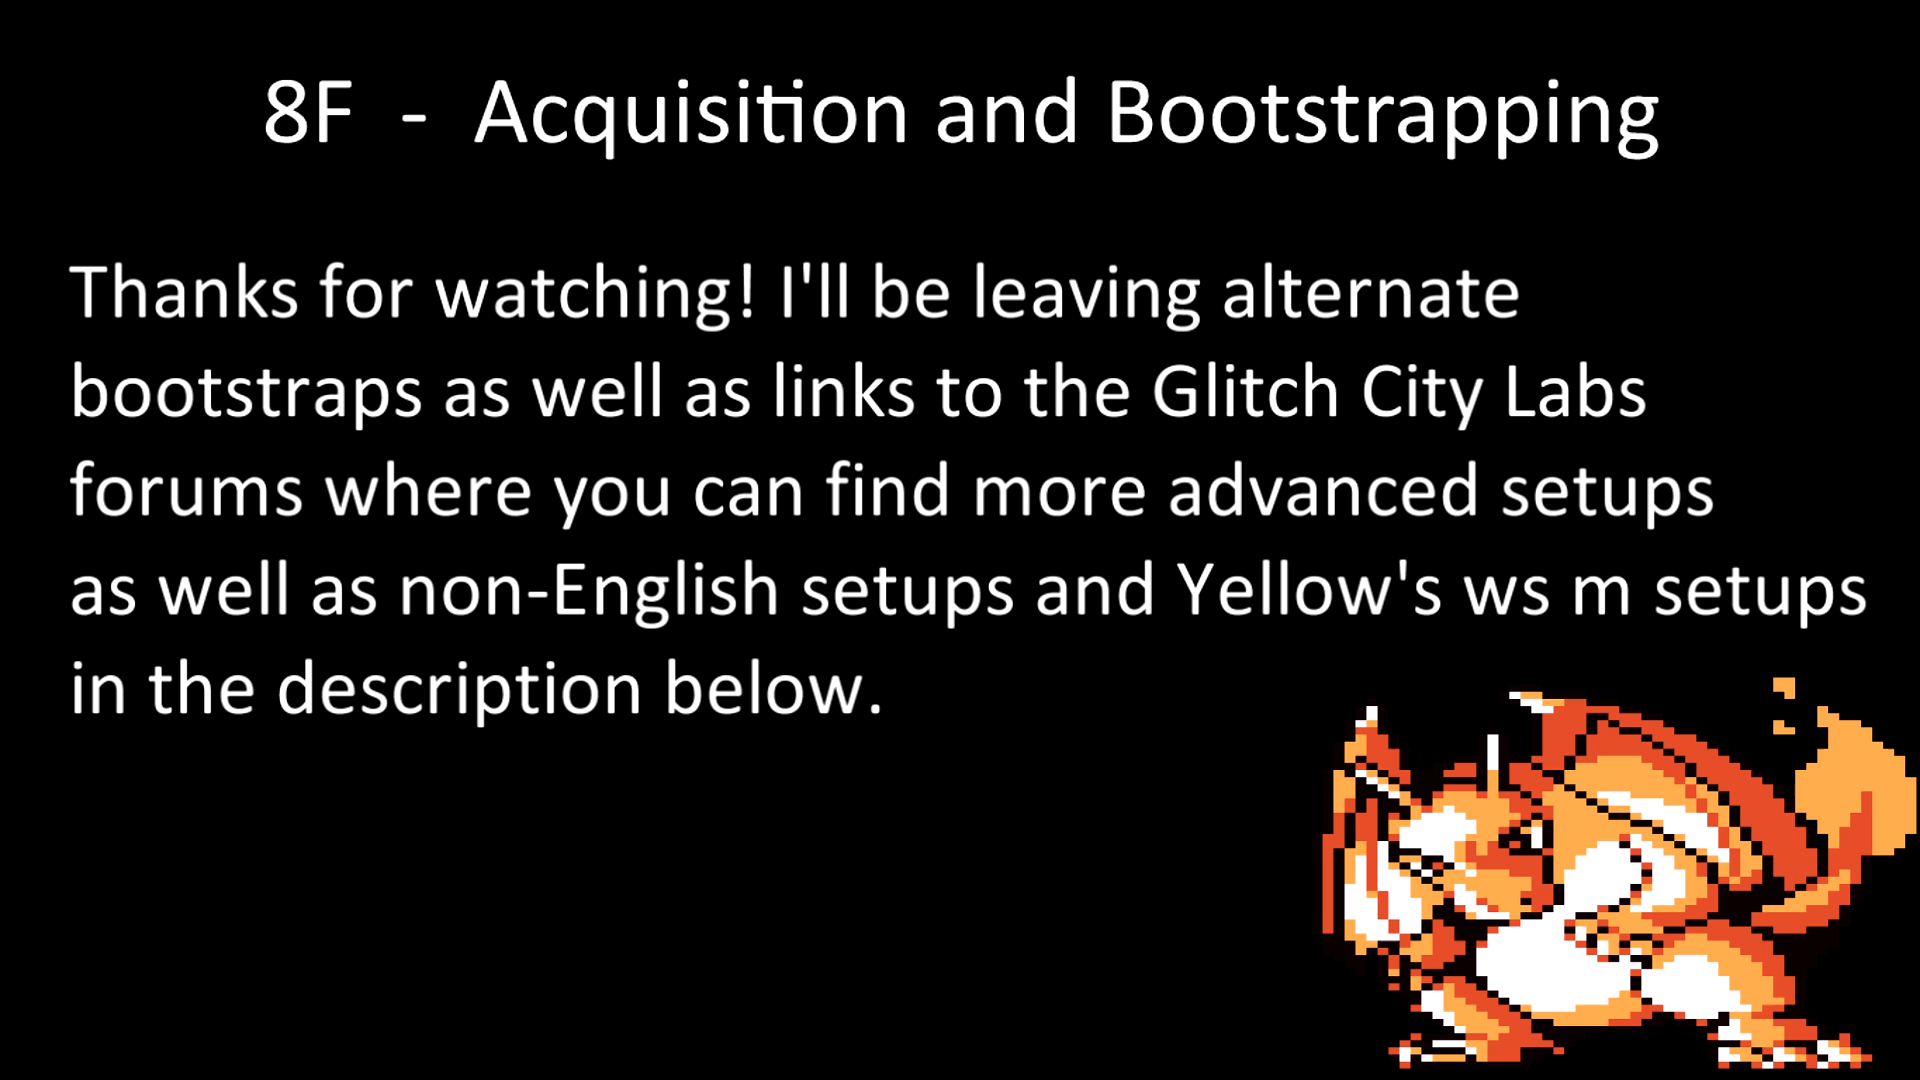 8F - Acquisition and Bootstrapping
Thanks for watching! I'll be leaving alternate
bootstraps as well as links to the Glitch City Labs
forums where you can find more advanced setups
as well as non-English setups and Yellow's ws m setups
in the description below.